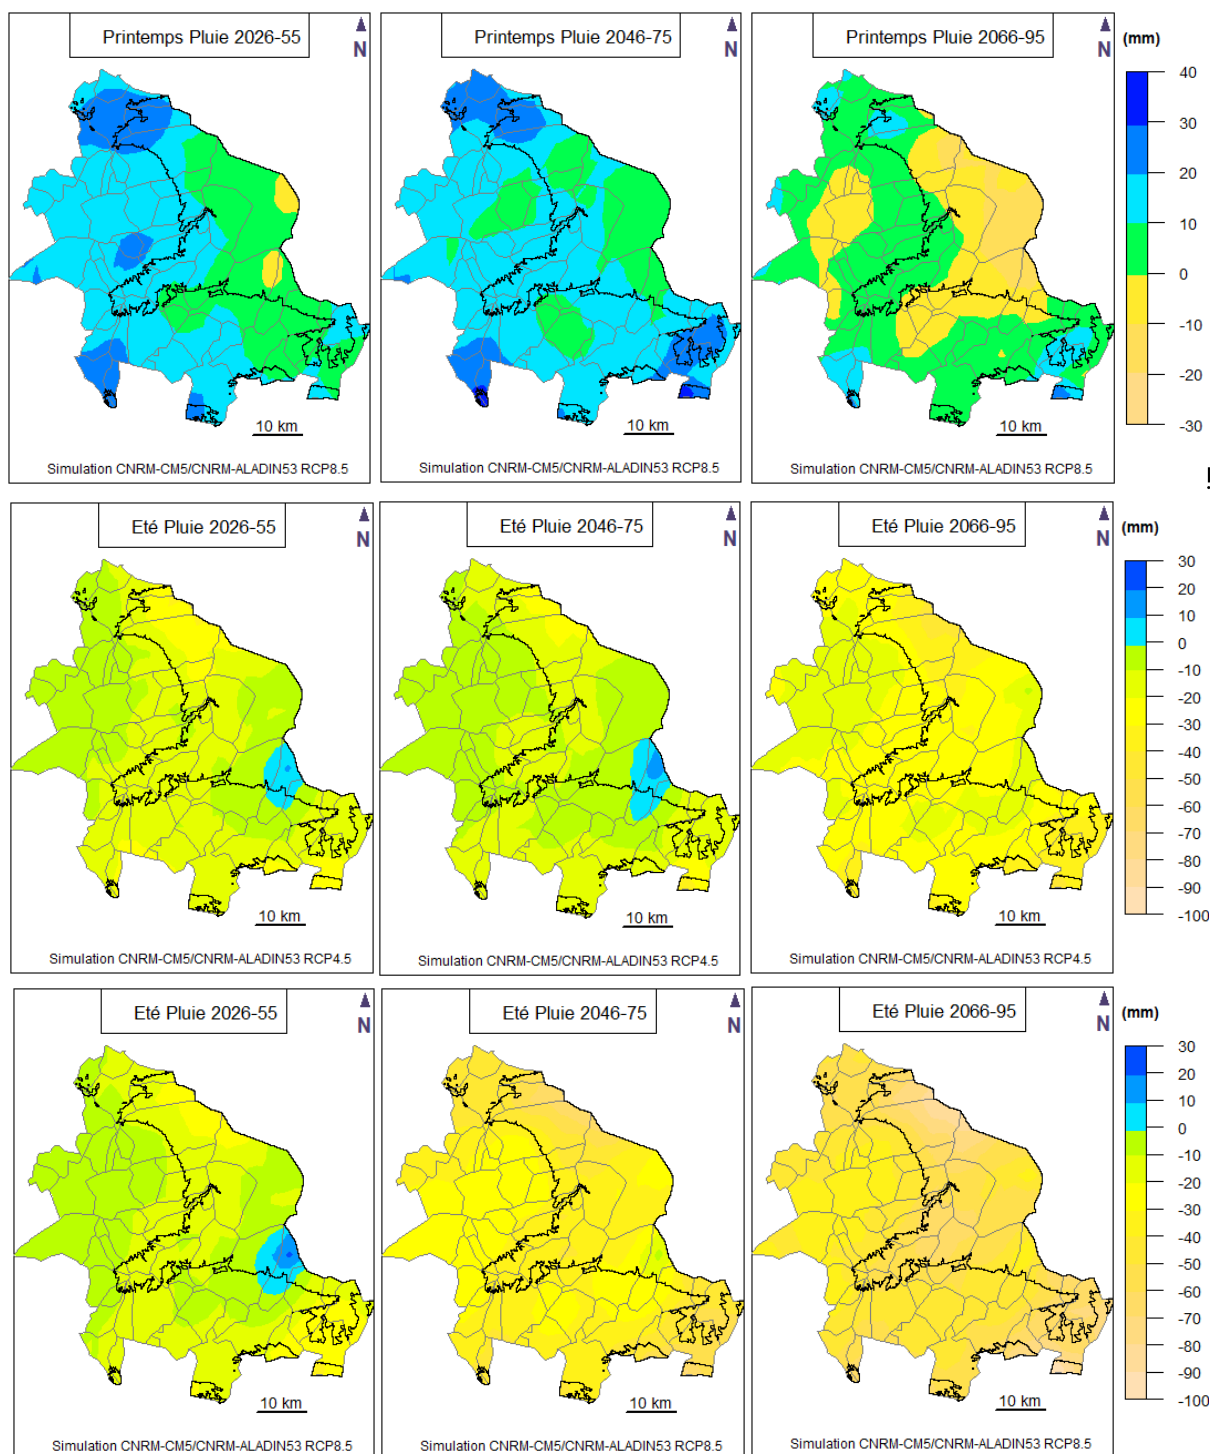 Printemps Pluie 2026-55
N
10 km
Simulation CNRM-CM5/CNRM-ALADIN53 RCP8.5
Printemps Pluie 2046-75
N
10 km
Simulation CNRM-CM5/CNRM-ALADIN53 RCP8.5
Printemps Pluie 2066-95
N
10 km
Simulation CNRM-CM5/CNRM-ALADIN53 RCP8.5
(mm)
40
30
20
10
0
-10
-20
-30
!
Eté Pluie 2026-55
N
10 km
Simulation CNRM-CM5/CNRM-ALADIN53 RCP4.5
Eté Pluie 2046-75
N
10 km
Simulation CNRM-CM5/CNRM-ALADIN53 RCP4.5
Eté Pluie 2066-95
N
10 km
Simulation CNRM-CM5/CNRM-ALADIN53 RCP4.5
(mm)
30
20
10
0
-10
-20
-30
-40
-50
-60
-70
-80
-90
-100
Eté Pluie 2026-55
N
10 km
Simulation CNRM-CM5/CNRM-ALADIN53 RCP8.5
Eté Pluie 2046-75
N
10 km
Simulation CNRM-CM5/CNRM-ALADIN53 RCP8.5
Eté Pluie 2066-95
N
10 km
Simulation CNRM-CM5/CNRM-ALADIN53 RCP8.5
(mm)
30
20
10
0
-10
-20
-30
-40
-50
-60
-70
-80
-90
-100